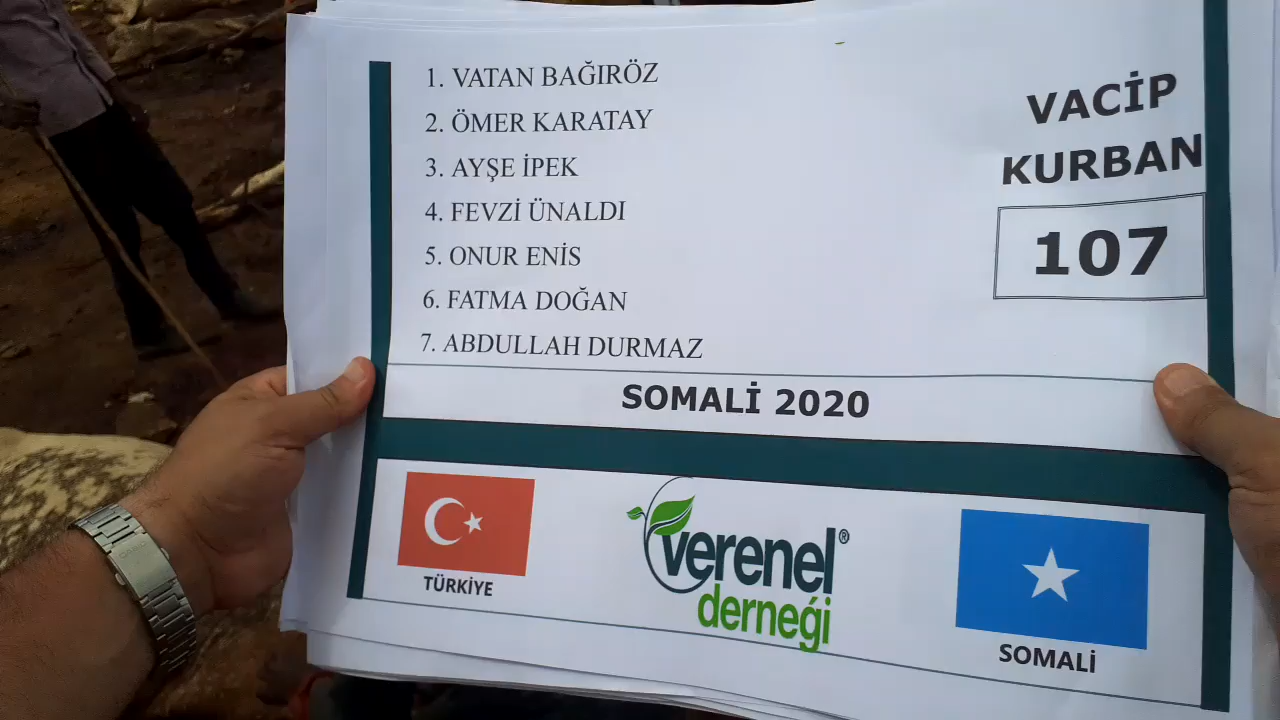 1. VATAN BAĞIRÖZ
2. ÖMER KARATAY
3. AYŞE İPEK
4. FEVZİ ÜNALDI
5. ONUR ENİS
6. FATMA DOĞAN
7. ABDULLAH DURMAZ
VACİP
KURBAN
107
SOMALİ 2020
TÜRKİYE
verenel®
derneği
SOMALİ